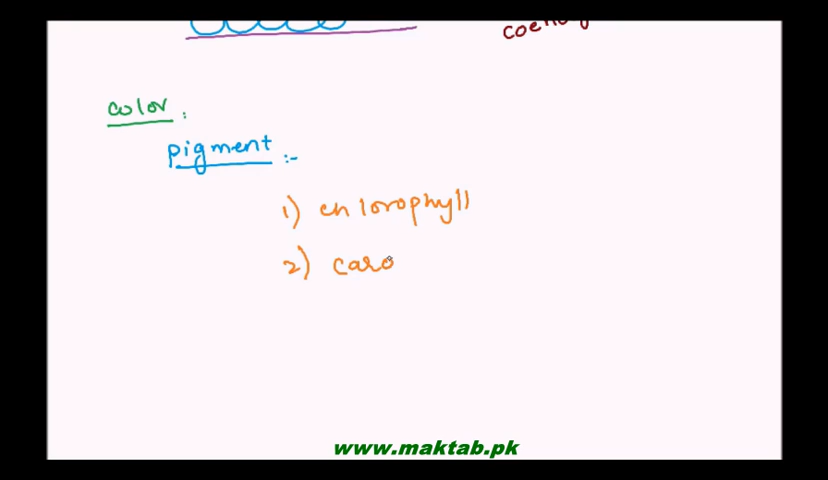 color :
pigment :-
1) chlorophyll
2) caro
www.maktab.pk